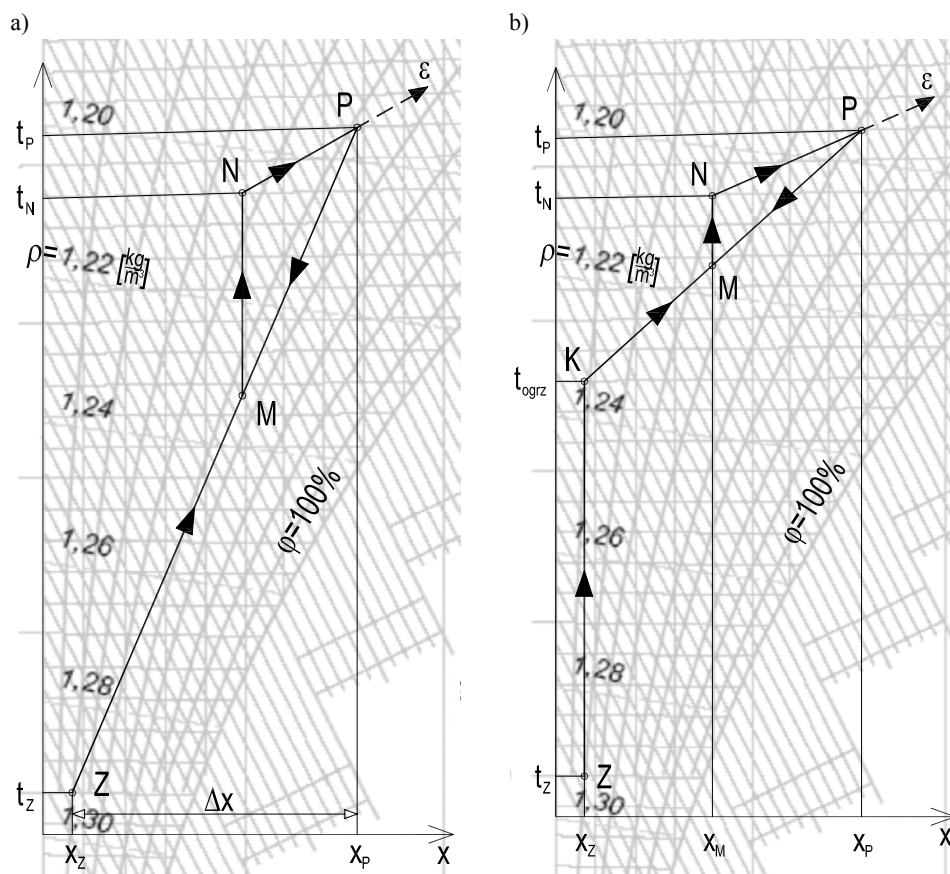 a)
ε
P
1,20
t_P
N
t_N
ρ=1,22 [kg/m³]
1,24
M
φ=100%
1,26
1,28
t_Z
Z
Δx
1,30
x_Z
x_P
x
b)
ε
P
1,20
t_P
N
t_N
ρ=1,22 [kg/m³]
M
K
t_ogrz
1,24
φ=100%
1,26
1,28
t_Z
Z
1,30
x_Z
x_M
x_P
x